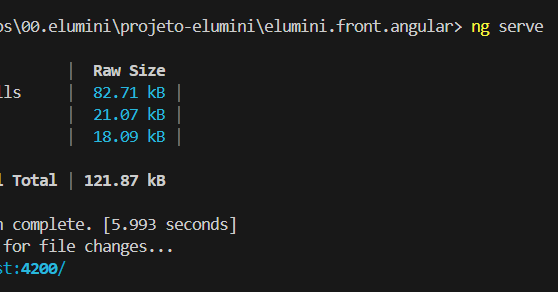 os\00.elumini\projeto-elumini\elumini.front.angular> ng serve
| Raw Size
lls | 82.71 kB |
| 21.07 kB |
| 18.09 kB |
l Total | 121.87 kB
n complete. [5.993 seconds]
for file changes...
st:4200/